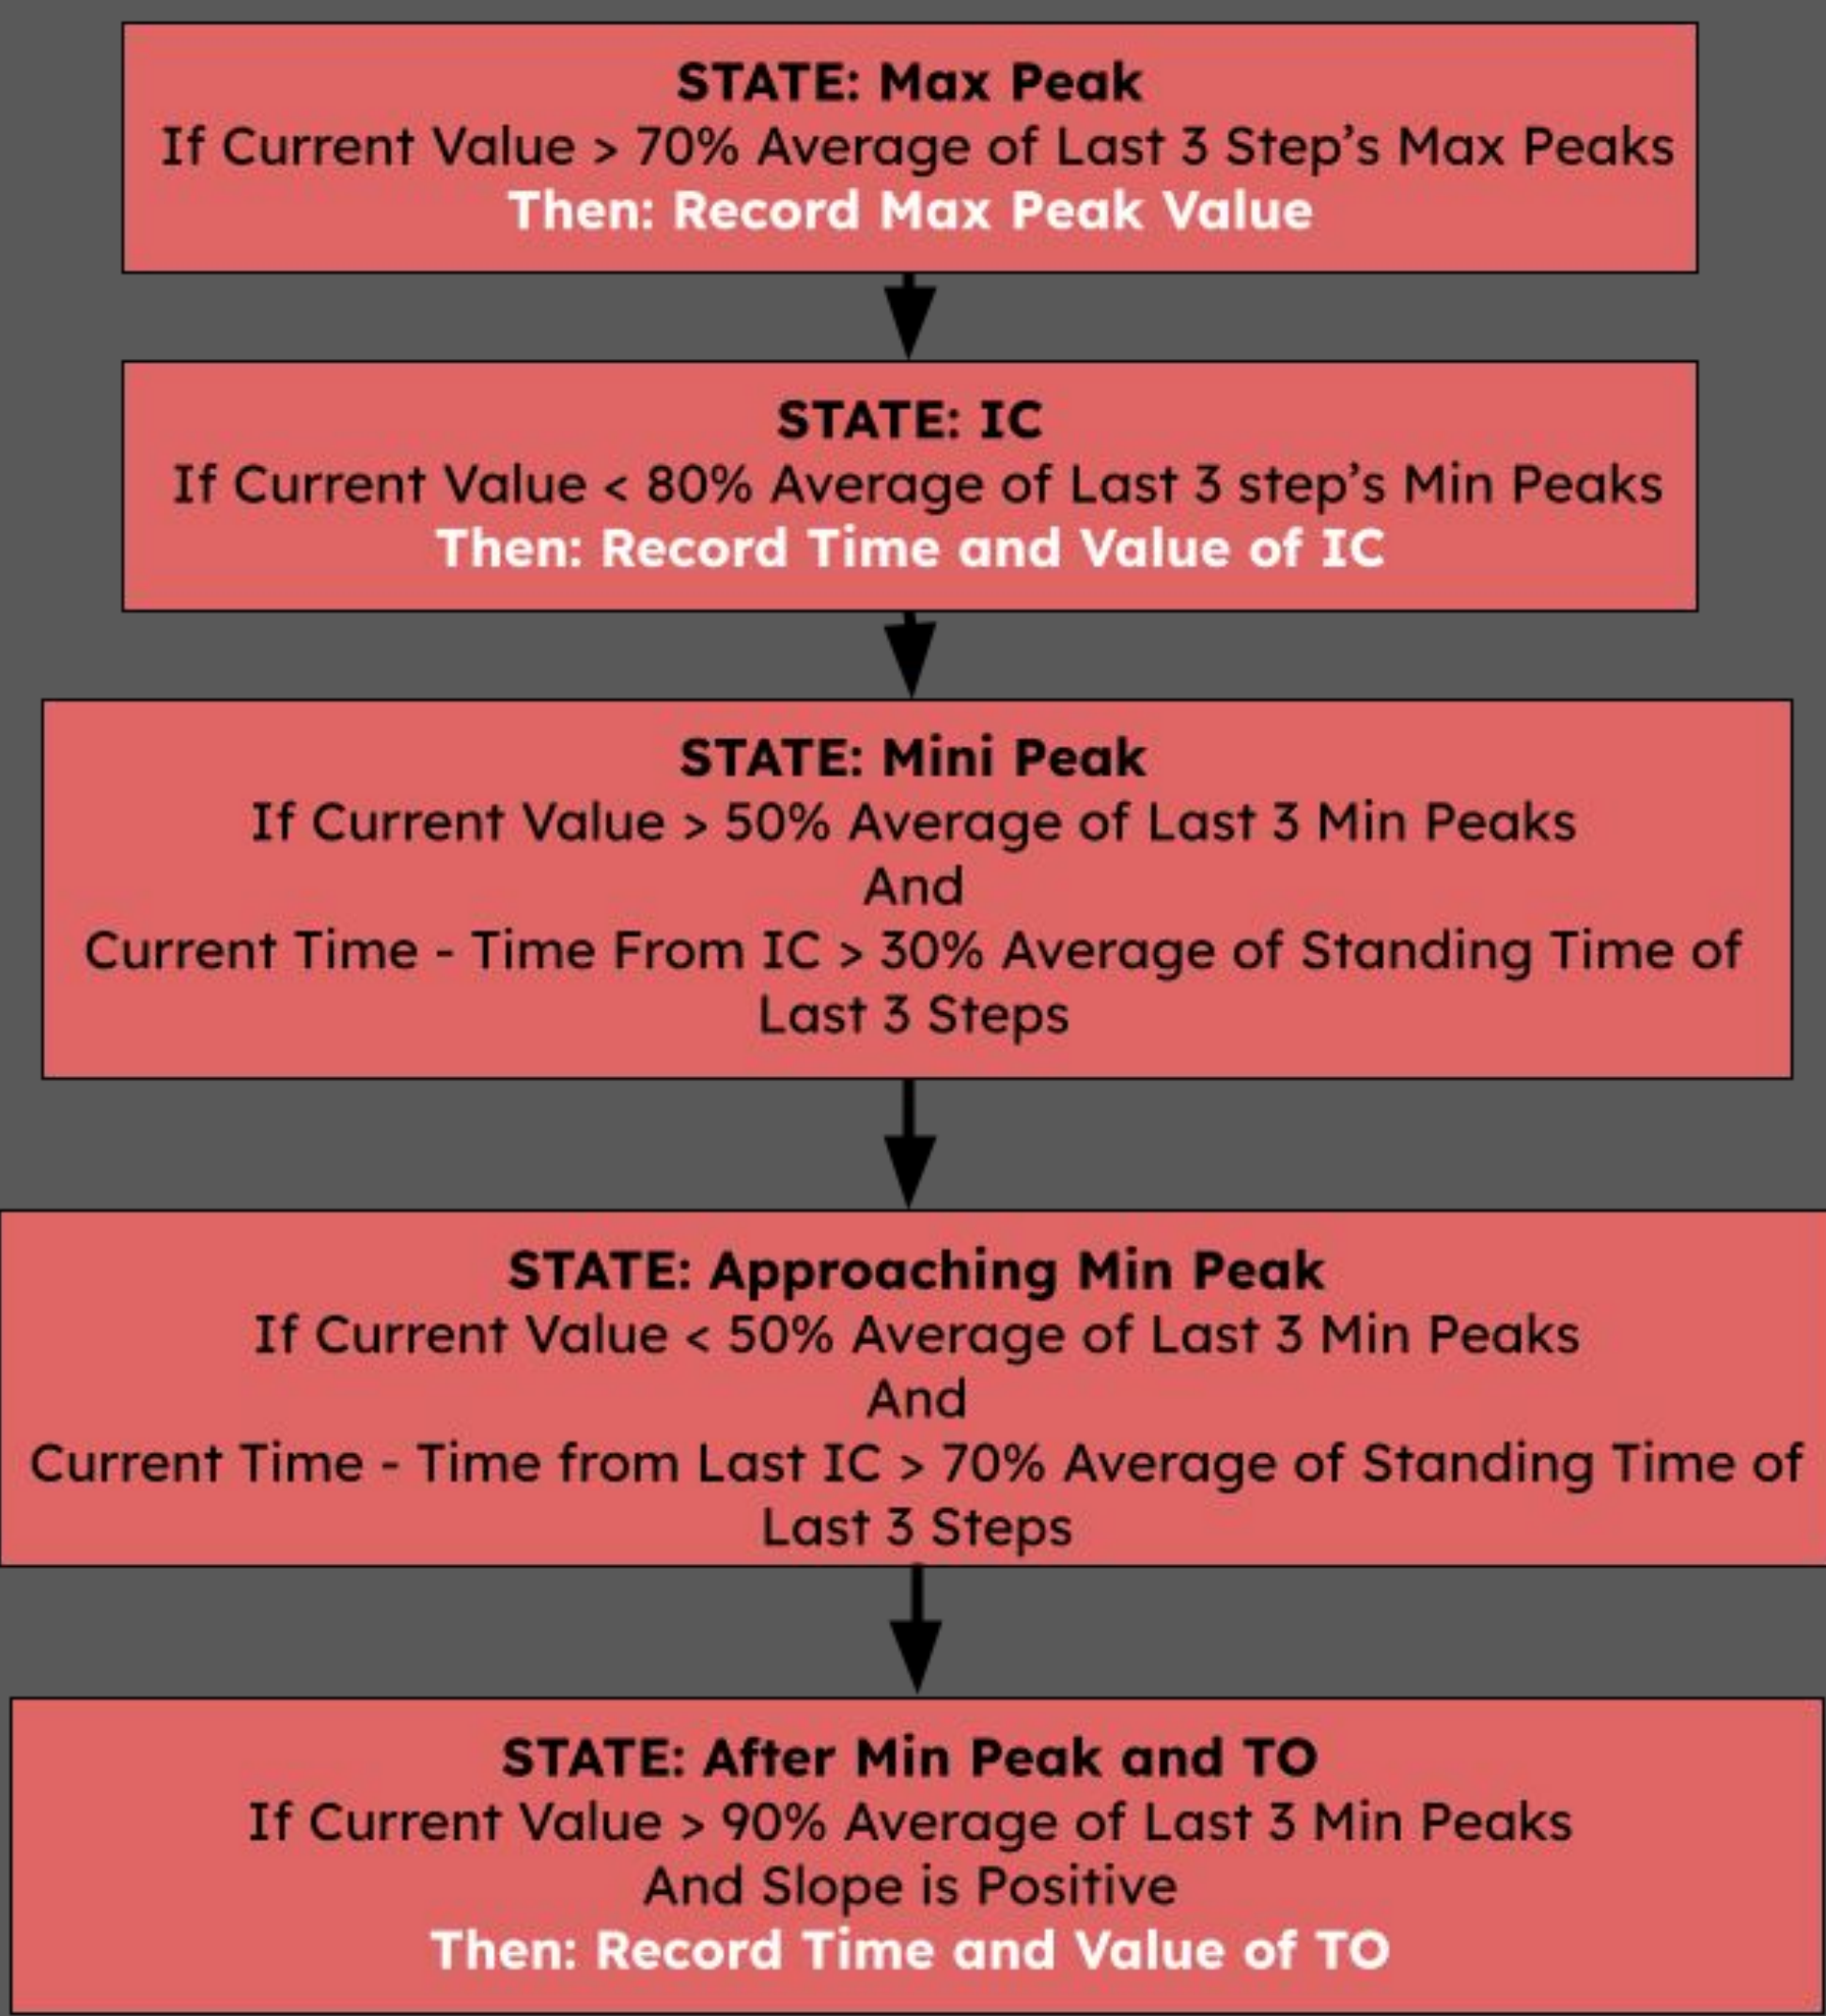 STATE: Max Peak
If Current Value > 70% Average of Last 3 Step’s Max Peaks
Then: Record Max Peak Value
STATE: IC
If Current Value < 80% Average of Last 3 step’s Min Peaks
Then: Record Time and Value of IC
STATE: Mini Peak
If Current Value > 50% Average of Last 3 Min Peaks
And
Current Time - Time From IC > 30% Average of Standing Time of
Last 3 Steps
STATE: Approaching Min Peak
If Current Value < 50% Average of Last 3 Min Peaks
And
Current Time - Time from Last IC > 70% Average of Standing Time of
Last 3 Steps
STATE: After Min Peak and TO
If Current Value > 90% Average of Last 3 Min Peaks
And Slope is Positive
Then: Record Time and Value of TO